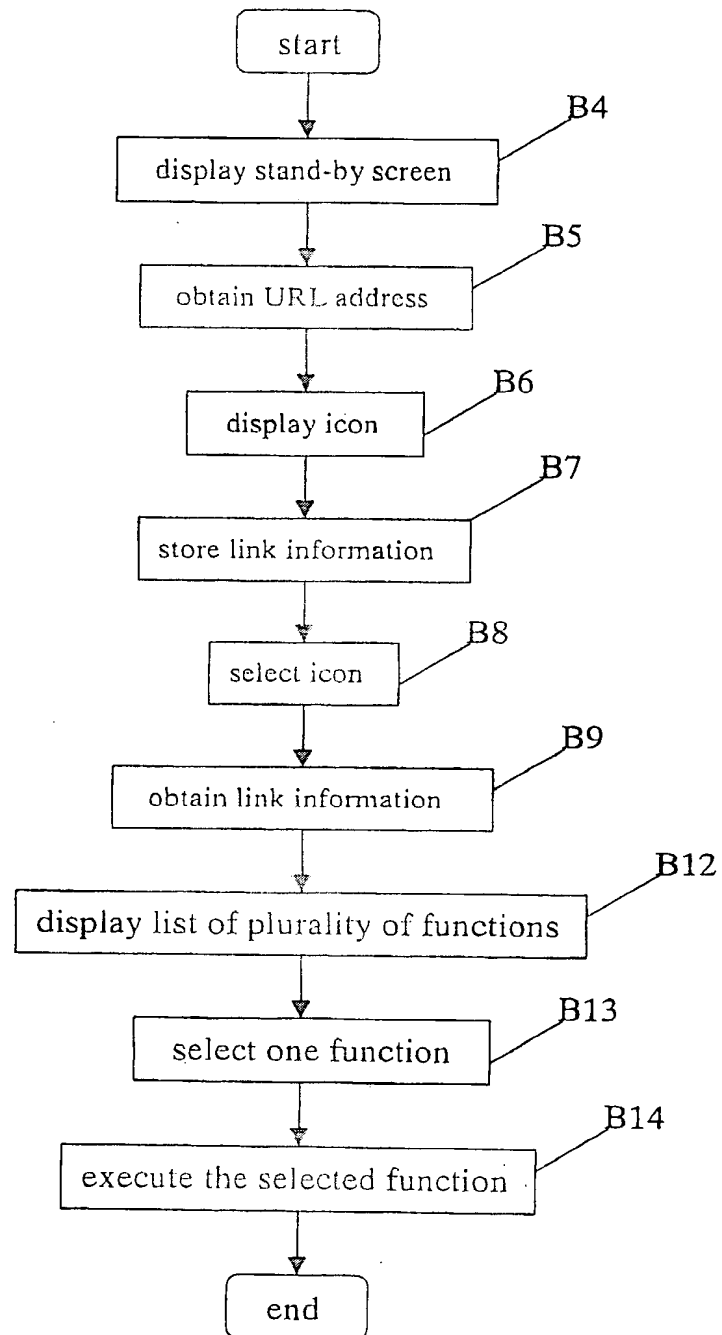 start
B4
display stand-by screen
B5
obtain URL address
B6
display icon
B7
store link information
B8
select icon
B9
obtain link information
B12
display list of plurality of functions
B13
select one function
B14
execute the selected function
end